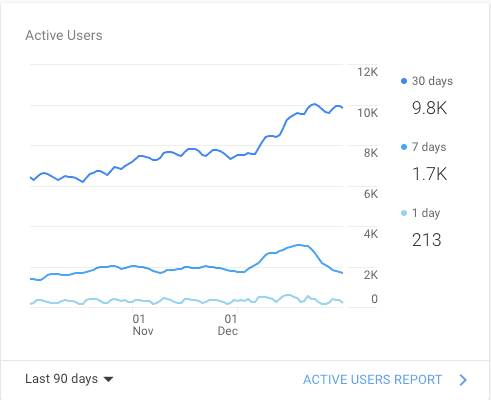 Active Users
12K
10K
8K
6K
4K
2K
0
01
Nov
01
Dec
30 days
9.8K
7 days
1.7K
1 day
213
Last 90 days
ACTIVE USERS REPORT